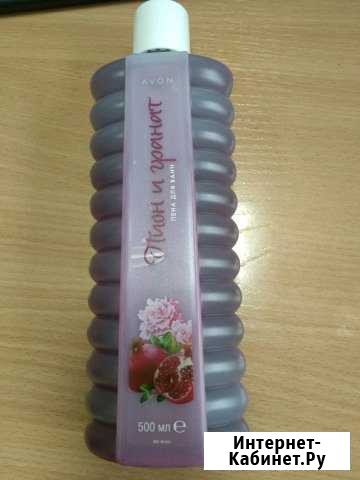 AVON
Пион и гранат
ПЕНА ДЛЯ ВАНН
500 мл e
Интернет-
Кабинет.Ру